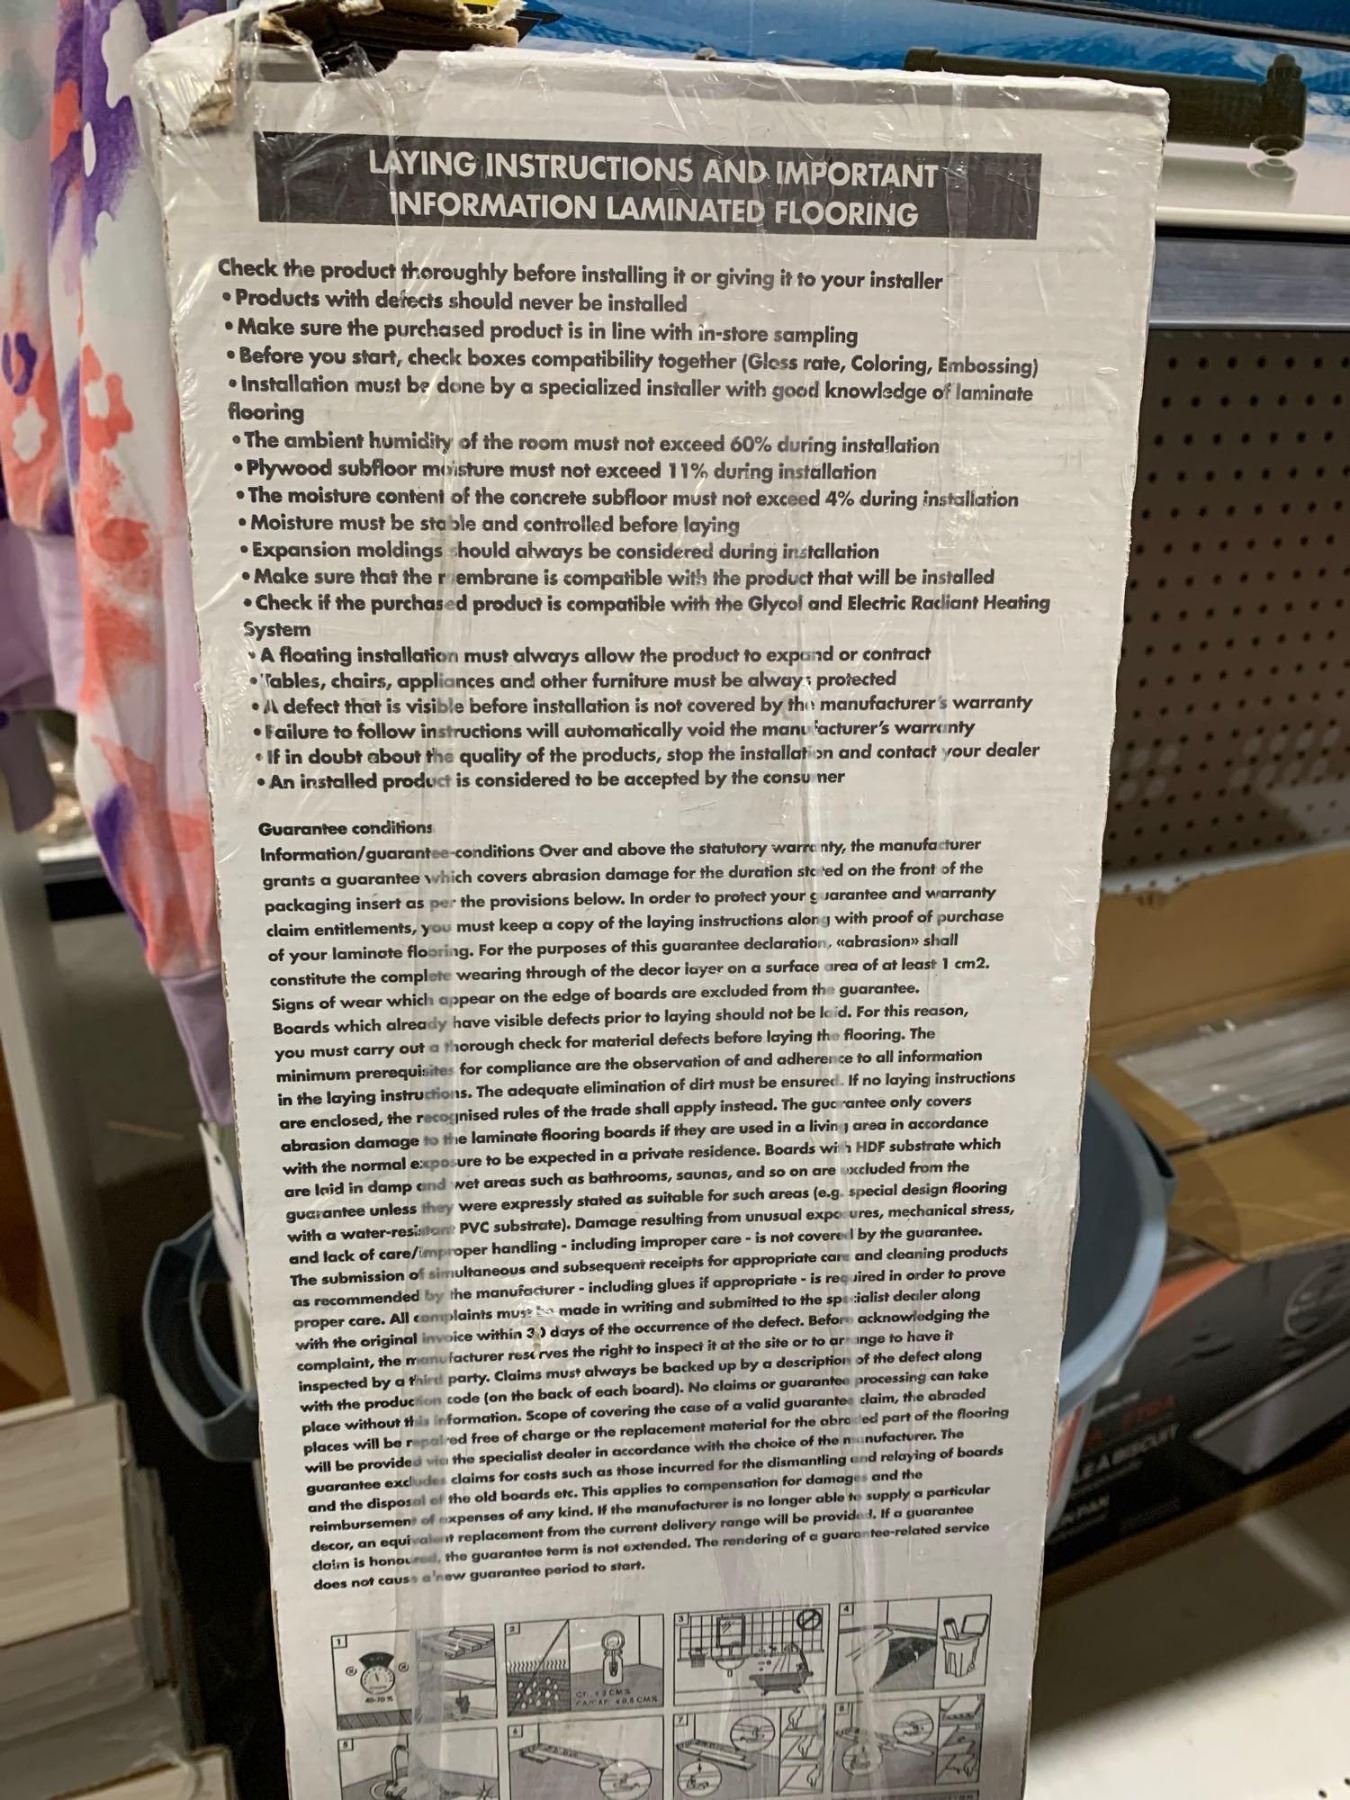 LAYING INSTRUCTIONS AND IMPORTANT
INFORMATION LAMINATED FLOORING
Check the product thoroughly before installing it or giving it to your installer
• Products with defects should never be installed
• Make sure the purchased product is in line with in-store sampling
• Before you start, check boxes compatibility together (Gloss rate, Coloring, Embossing)
• Installation must be done by a specialized installer with good knowledge of laminate
flooring
• The ambient humidity of the room must not exceed 60% during installation
• Plywood subfloor moisture must not exceed 11% during installation
• The moisture content of the concrete subfloor must not exceed 4% during installation
• Moisture must be stable and controlled before laying
• Expansion moldings should always be considered during installation
• Make sure that the membrane is compatible with the product that will be installed
• Check if the purchased product is compatible with the Glycol and Electric Radiant Heating
System
• A floating installation must always allow the product to expand or contract
• Tables, chairs, appliances and other furniture must be always protected
• A defect that is visible before installation is not covered by the manufacturer's warranty
• Failure to follow instructions will automatically void the manufacturer's warranty
• If in doubt about the quality of the products, stop the installation and contact your dealer
• An installed product is considered to be accepted by the consumer
Guarantee conditions
Information/guarantee-conditions Over and above the statutory warranty, the manufacturer
grants a guarantee which covers abrasion damage for the duration stated on the front of the
packaging insert as per the provisions below. In order to protect your guarantee and warranty
claim entitlements, you must keep a copy of the laying instructions along with proof of purchase
of your laminate flooring. For the purposes of this guarantee declaration, «abrasion» shall
constitute the complete wearing through of the decor layer on a surface area of at least 1 cm2.
Signs of wear which appear on the edge of boards are excluded from the guarantee.
Boards which already have visible defects prior to laying should not be laid. For this reason,
you must carry out a thorough check for material defects before laying the flooring. The
minimum prerequisites for compliance are the observation of and adherence to all information
in the laying instructions. The adequate elimination of dirt must be ensured. If no laying instructions
are enclosed, the recognised rules of the trade shall apply instead. The guarantee only covers
abrasion damage to the laminate flooring boards if they are used in a living area in accordance
with the normal exposure to be expected in a private residence. Boards with HDF substrate which
are laid in damp and wet areas such as bathrooms, saunas, and so on are excluded from the
guarantee unless they were expressly stated as suitable for such areas (e.g. special design flooring
with a water-resistant PVC substrate). Damage resulting from unusual exposures, mechanical stress,
and lack of care/improper handling - including improper care - is not covered by the guarantee.
The submission of simultaneous and subsequent receipts for appropriate care and cleaning products
as recommended by the manufacturer - including glues if appropriate - is required in order to prove
proper care. All complaints must be made in writing and submitted to the specialist dealer along
with the original invoice within 30 days of the occurrence of the defect. Before acknowledging the
complaint, the manufacturer reserves the right to inspect it at the site or to arrange to have it
inspected by a third party. Claims must always be backed up by a description of the defect along
with the production code (on the back of each board). No claims or guarantee processing can take
place without this information. Scope of covering the case of a valid guarantee claim, the abraded
places will be repaired free of charge or the replacement material for the abraded part of the flooring
will be provided via the specialist dealer in accordance with the choice of the manufacturer. The
guarantee excludes claims for costs such as those incurred for the dismantling and relaying of boards
and the disposal of the old boards etc. This applies to compensation for damages and the
reimbursement of expenses of any kind. If the manufacturer is no longer able to supply a particular
decor, an equivalent replacement from the current delivery range will be provided. If a guarantee
claim is honoured, the guarantee term is not extended. The rendering of a guarantee-related service
does not cause a new guarantee period to start.
1
2
3
4
5
6
7
8